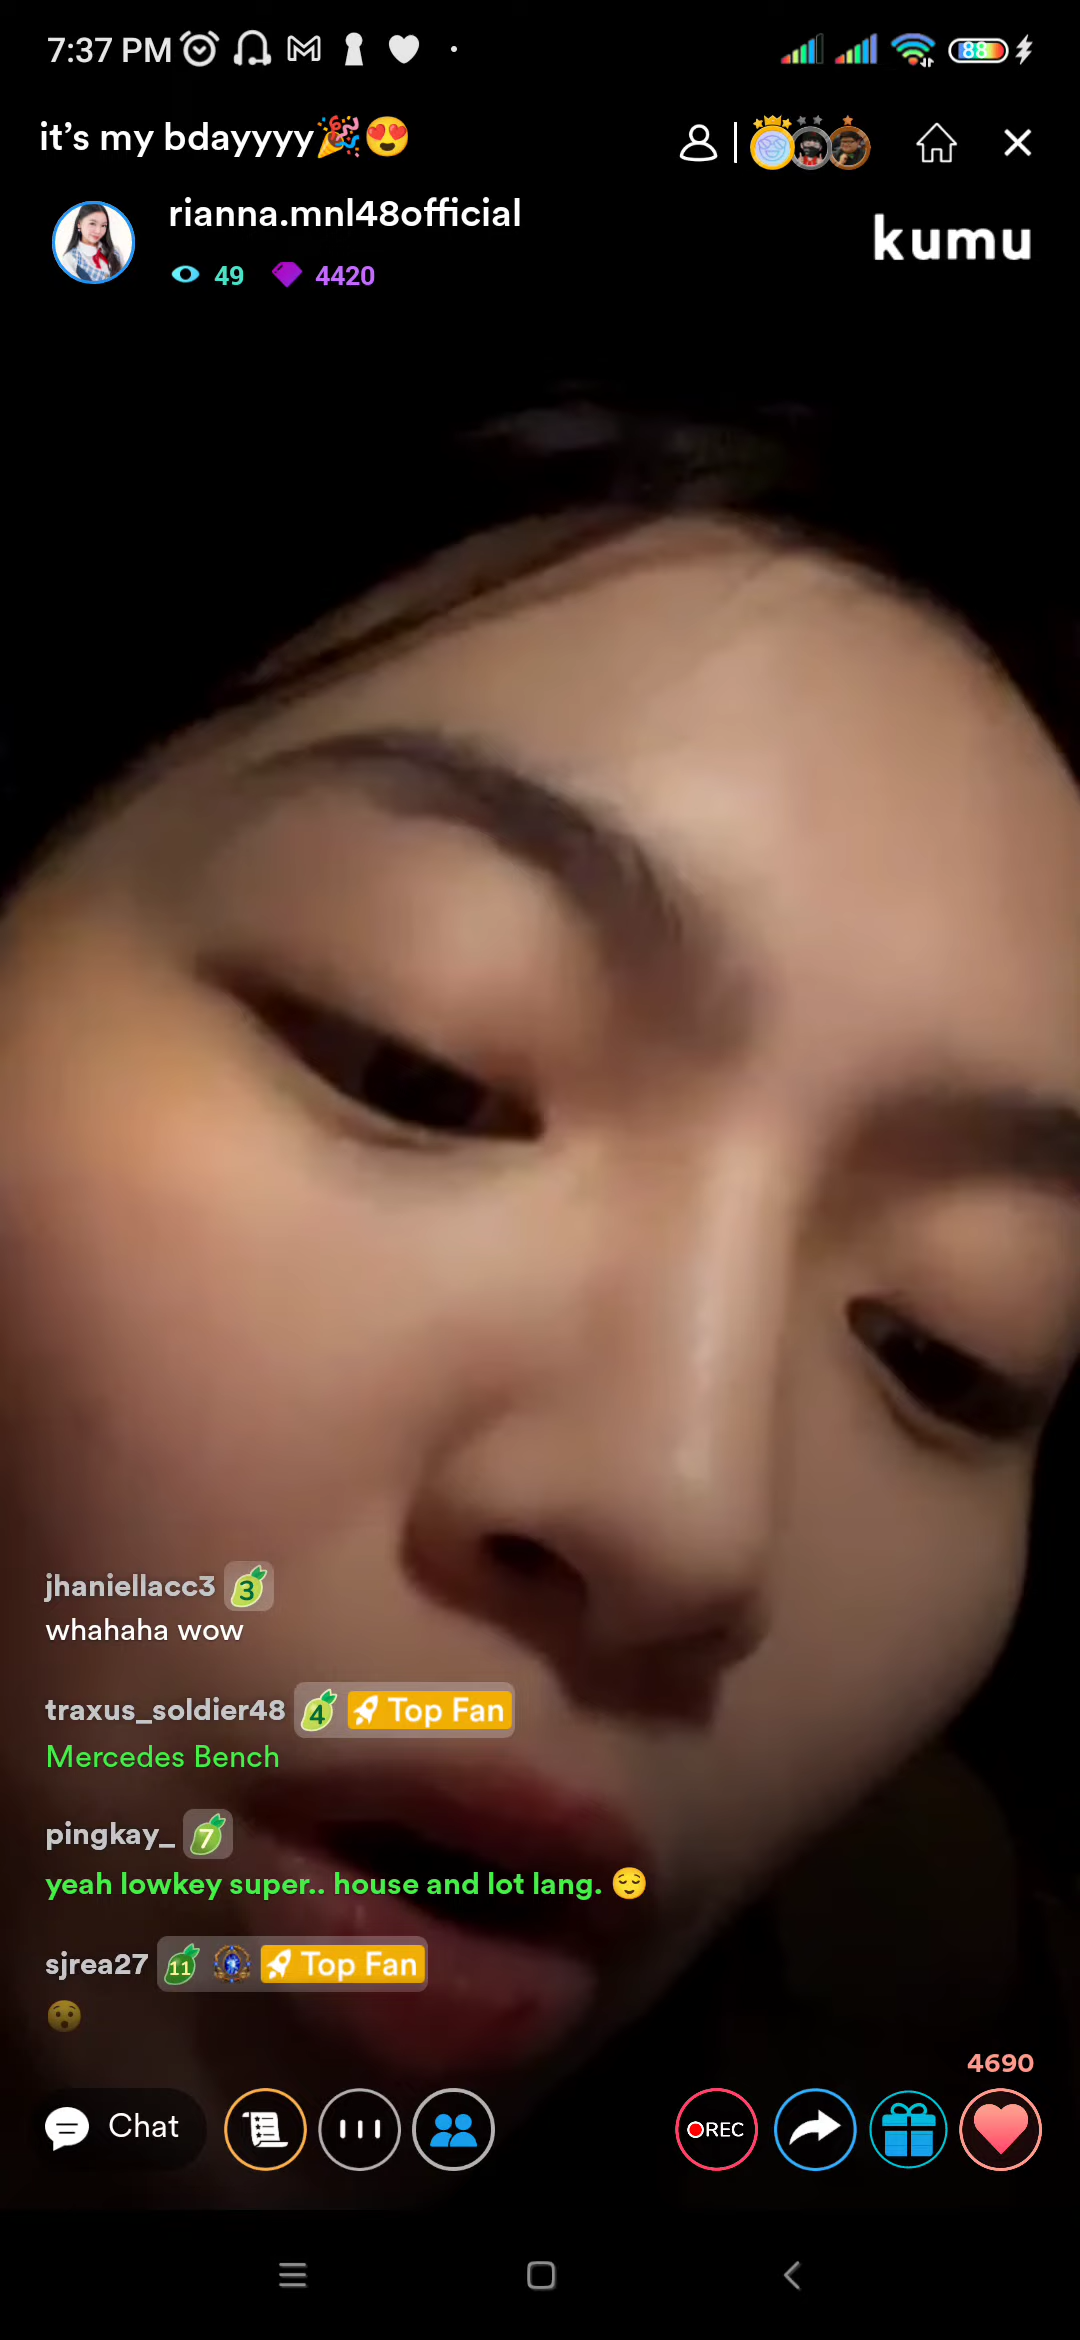 7:37 PM
88
it’s my bdayyyy🎉😍
rianna.mnl48official
49 4420
kumu
jhaniellacc3 3
whahaha wow
traxus_soldier48 4 Top Fan
Mercedes Bench
pingkay_ 7
yeah lowkey super.. house and lot lang. 😌
sjrea27 11 Top Fan
😯
4690
Chat
REC